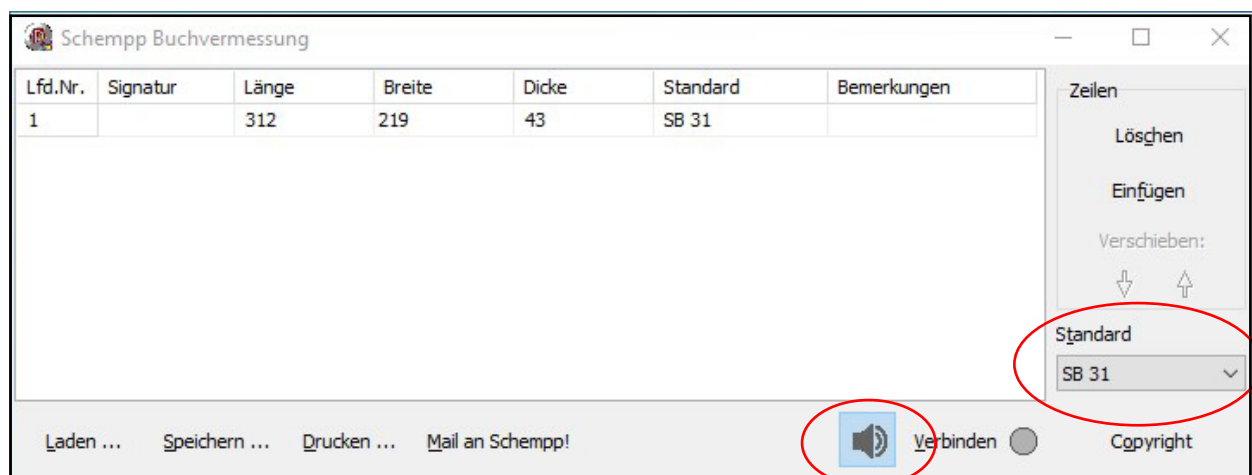 Schempp Buchvermessung
Lfd.Nr. Signatur Länge Breite Dicke Standard Bemerkungen
1 312 219 43 SB 31
Zeilen
Löschen
Einfügen
Verschieben:
Standard
SB 31
Laden ... Speichern ... Drucken ... Mail an Schempp! Verbinden Copyright